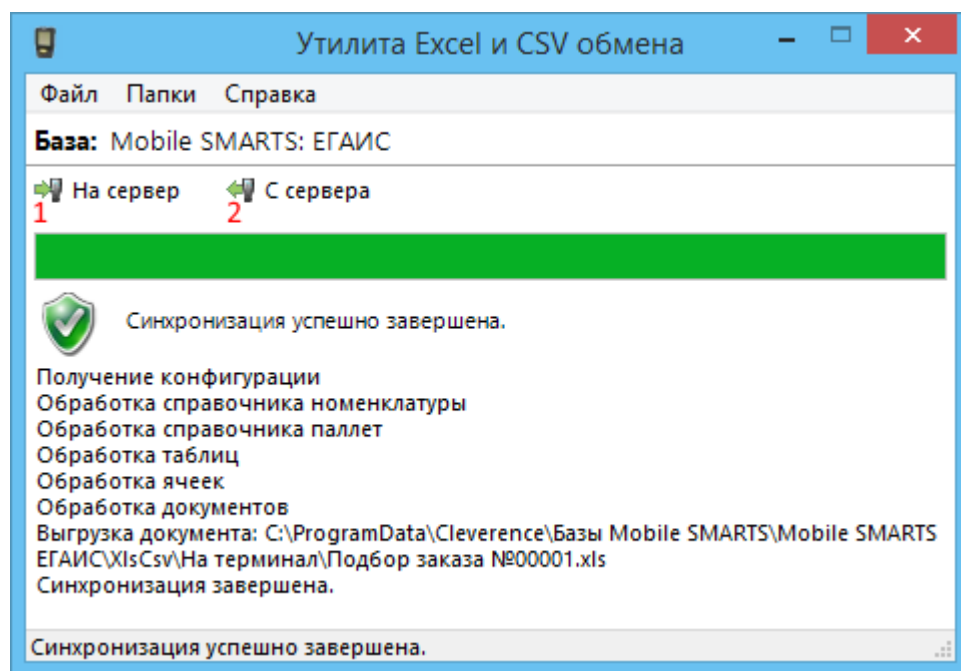 Утилита Excel и CSV обмена
Файл Папки Справка
База: Mobile SMARTS: ЕГАИС
На сервер С сервера
1 2
Синхронизация успешно завершена.
Получение конфигурации
Обработка справочника номенклатуры
Обработка справочника паллет
Обработка таблиц
Обработка ячеек
Обработка документов
Выгрузка документа: C:\ProgramData\Cleverence\Базы Mobile SMARTS\Mobile SMARTS
ЕГАИС\XlsCsv\На терминал\Подбор заказа №00001.xls
Синхронизация завершена.
Синхронизация успешно завершена.